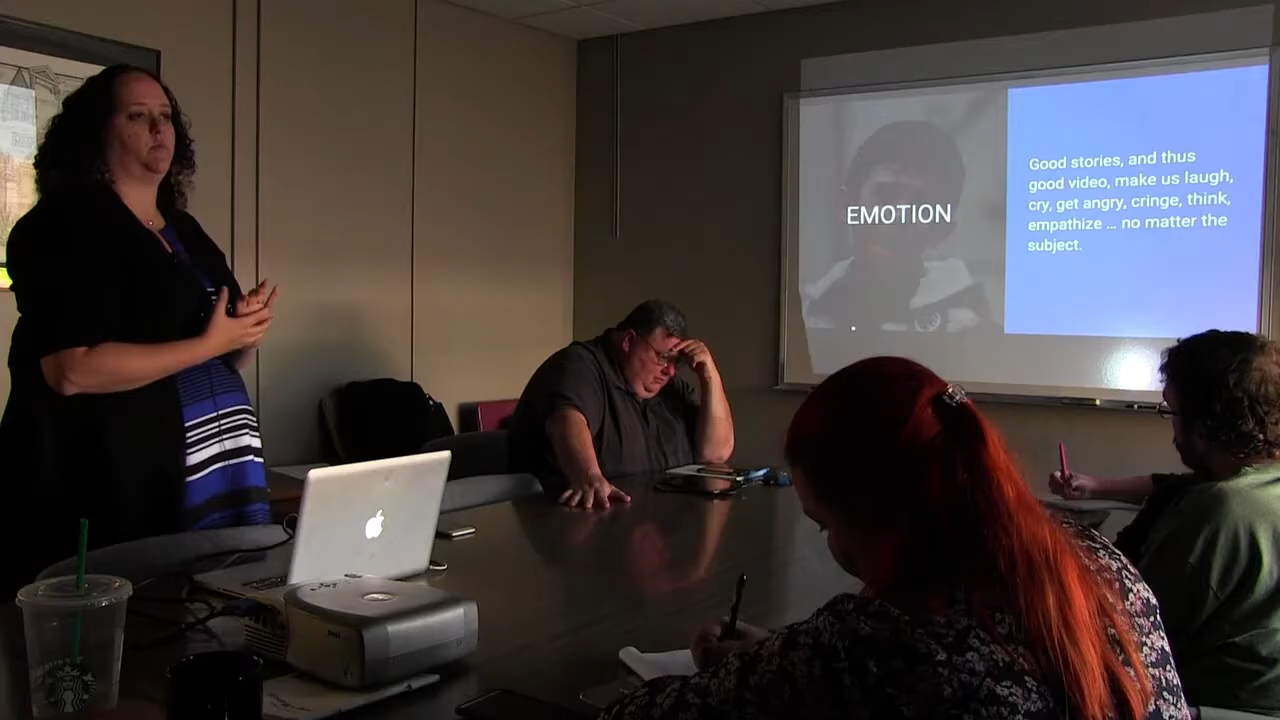 EMOTION
Good stories, and thus
good video, make us laugh,
cry, get angry, cringe, think,
empathize ... no matter the
subject.
DELL